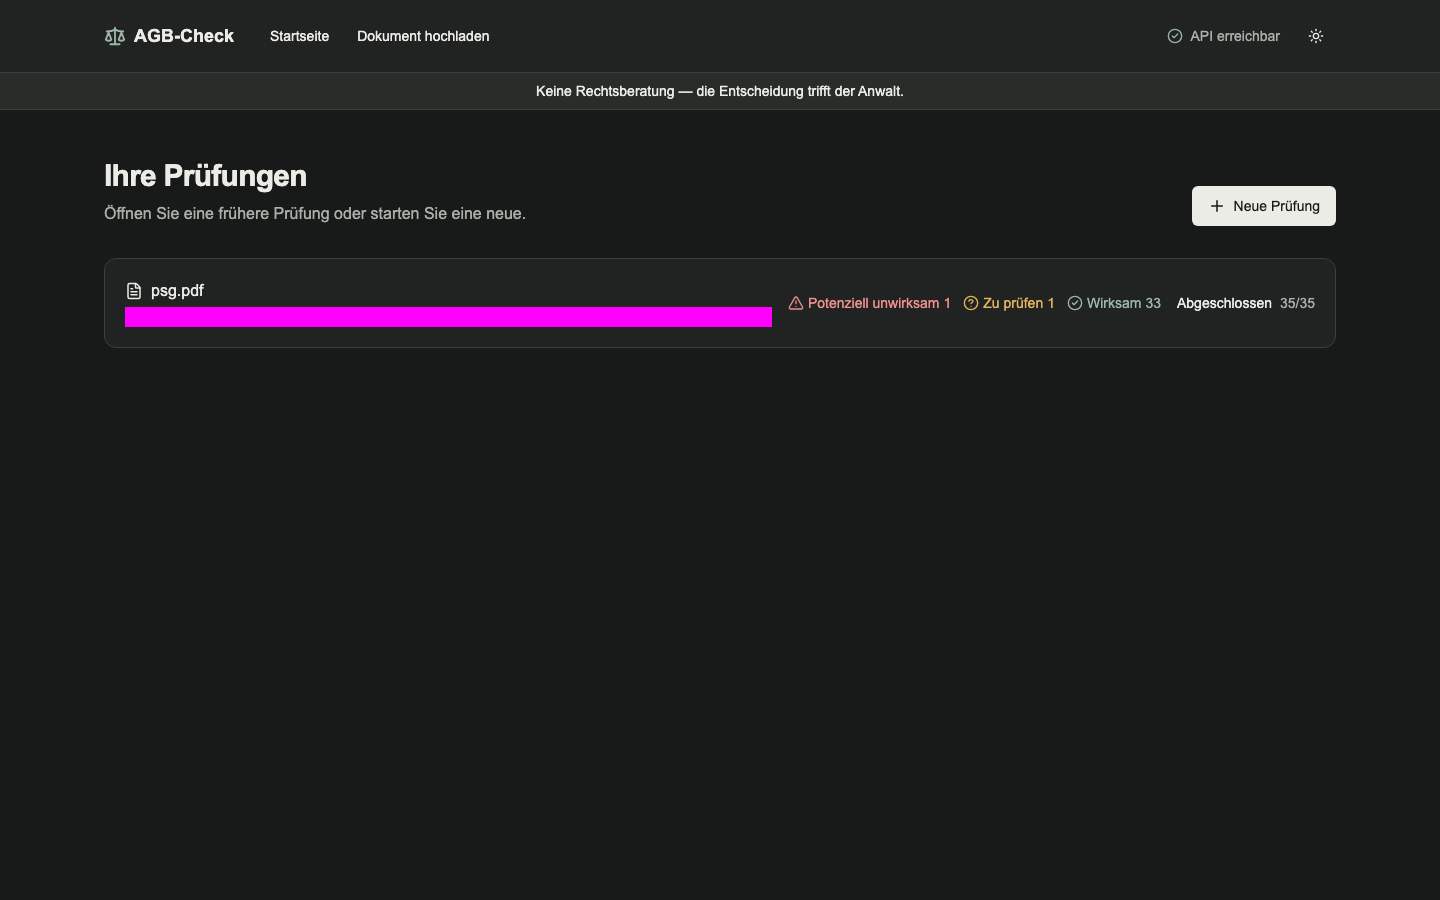 AGB-Check
Startseite
Dokument hochladen
API erreichbar
Keine Rechtsberatung — die Entscheidung trifft der Anwalt.
Ihre Prüfungen
Öffnen Sie eine frühere Prüfung oder starten Sie eine neue.
Neue Prüfung
psg.pdf
Potenziell unwirksam 1
Zu prüfen 1
Wirksam 33
Abgeschlossen 35/35